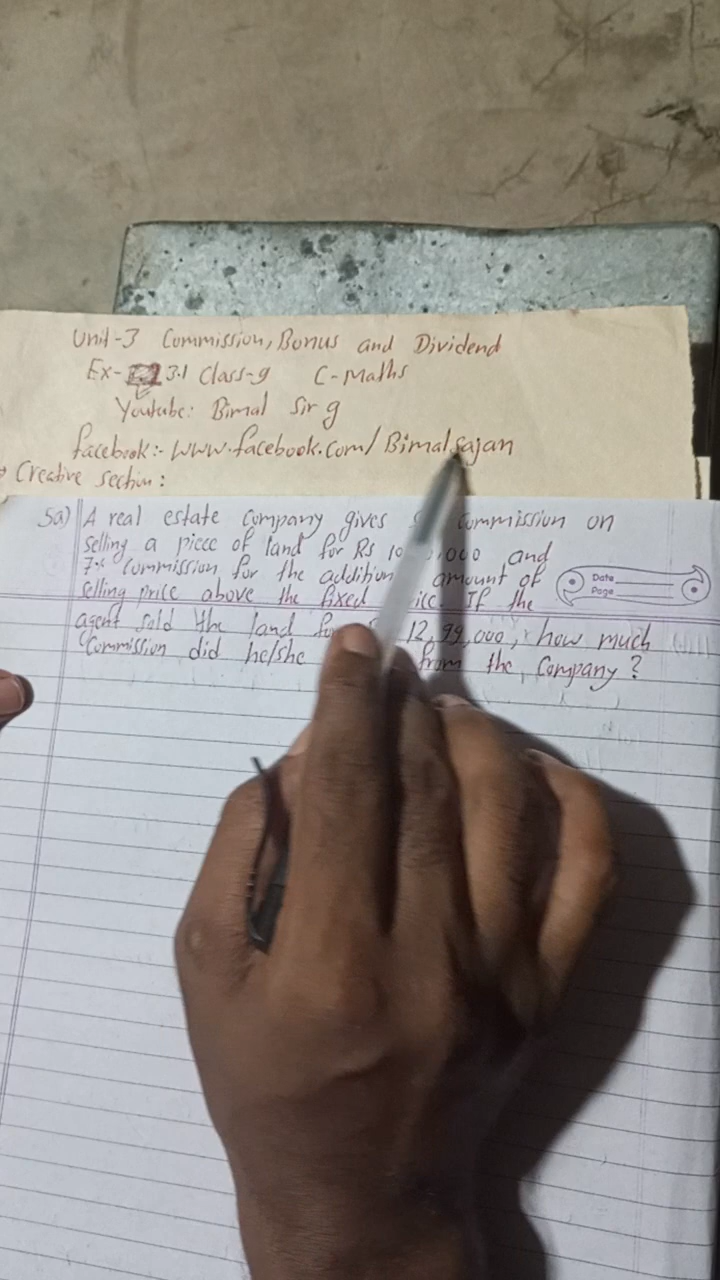 Unit-3 Commission, Bonus and Dividend
Ex- 3.1 Class-9 C-Maths
Youtube: Bimal Sir g
facebook:- www.facebook.com/Bimalsajan
Creative section:
5a) A real estate company gives commission on
selling a piece of land for Rs and
7% commission for the addition amount of
selling price above the fixed If the
agent sold the land 12,99,000, how much
Commission did he/she from the Company?
Date
Page